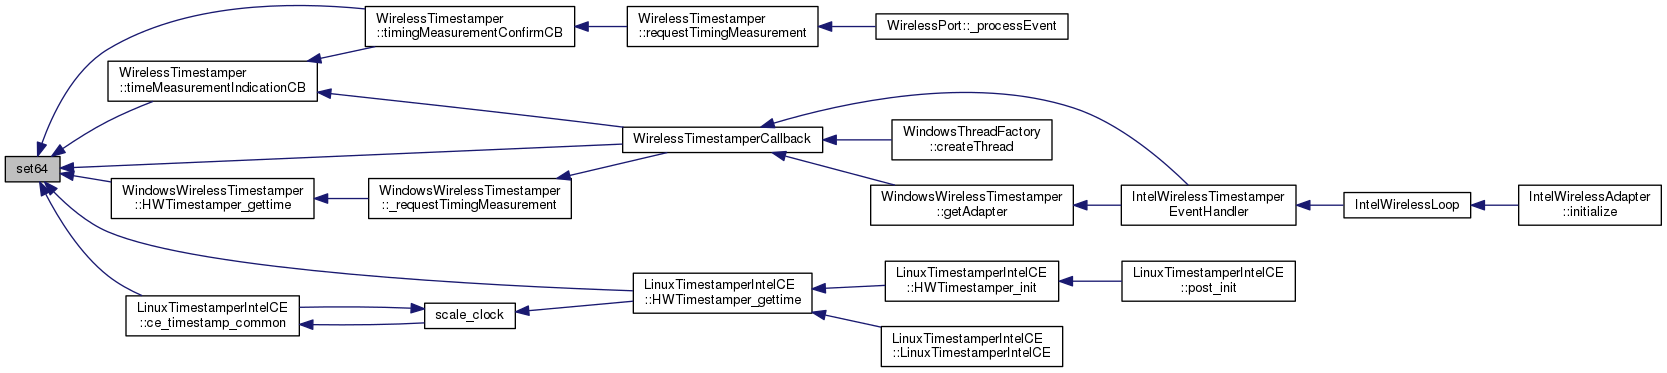 WirelessTimestamper
::timingMeasurementConfirmCB
WirelessTimestamper
::requestTimingMeasurement
WirelessPort::_processEvent
WirelessTimestamper
::timeMeasurementIndicationCB
WirelessTimestamperCallback
WindowsThreadFactory
::createThread
set64
WindowsWirelessTimestamper
::HWTimestamper_gettime
WindowsWirelessTimestamper
::_requestTimingMeasurement
WindowsWirelessTimestamper
::getAdapter
IntelWirelessTimestamper
EventHandler
IntelWirelessLoop
IntelWirelessAdapter
::initialize
LinuxTimestamperIntelCE
::ce_timestamp_common
scale_clock
LinuxTimestamperIntelCE
::HWTimestamper_gettime
LinuxTimestamperIntelCE
::HWTimestamper_init
LinuxTimestamperIntelCE
::post_init
LinuxTimestamperIntelCE
::LinuxTimestamperIntelCE